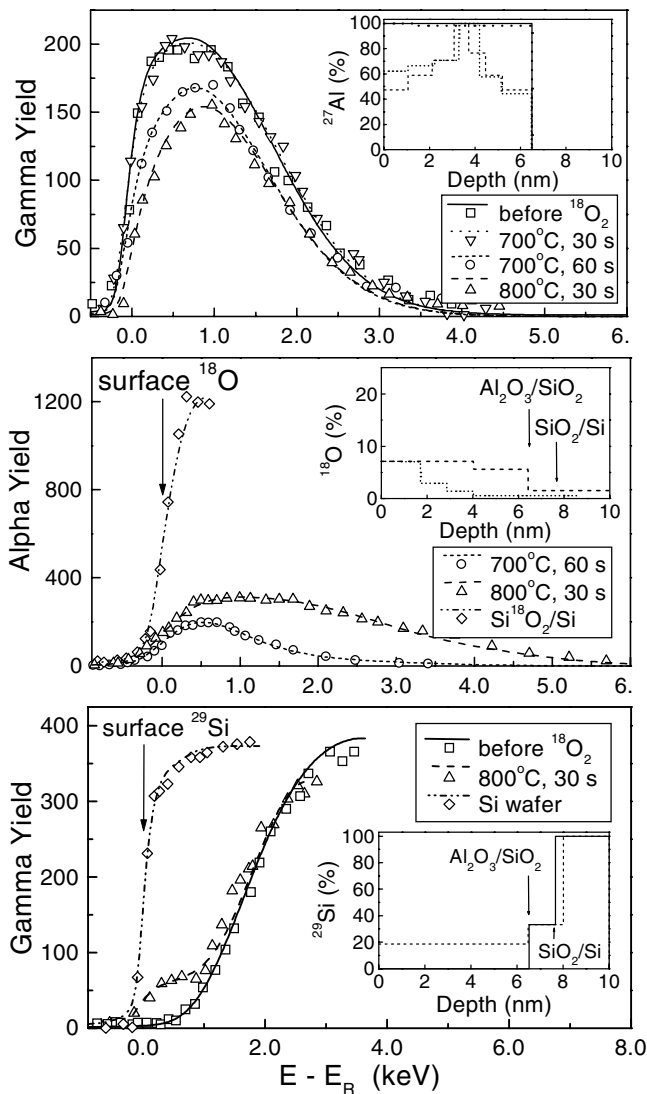 Gamma Yield
200
150
100
50
0
0.0 1.0 2.0 3.0 4.0 5.0 6.
²⁷Al (%)
100
80
60
40
20
0
0 2 4 6 8 10
Depth (nm)
before ¹⁸O₂
700°C, 30 s
700°C, 60 s
800°C, 30 s
Alpha Yield
1200
800
400
0
0.0 1.0 2.0 3.0 4.0 5.0 6.
surface ¹⁸O
¹⁸O (%)
20
10
0
0 2 4 6 8 10
Depth (nm)
Al₂O₃/SiO₂
SiO₂/Si
700°C, 60 s
800°C, 30 s
Si¹⁸O₂/Si
Gamma Yield
400
300
200
100
0
0.0 2.0 4.0 6.0 8.0
E - E_R (keV)
surface ²⁹Si
before ¹⁸O₂
800°C, 30 s
Si wafer
²⁹Si (%)
100
80
60
40
20
0
0 2 4 6 8 10
Depth (nm)
Al₂O₃/SiO₂
SiO₂/Si